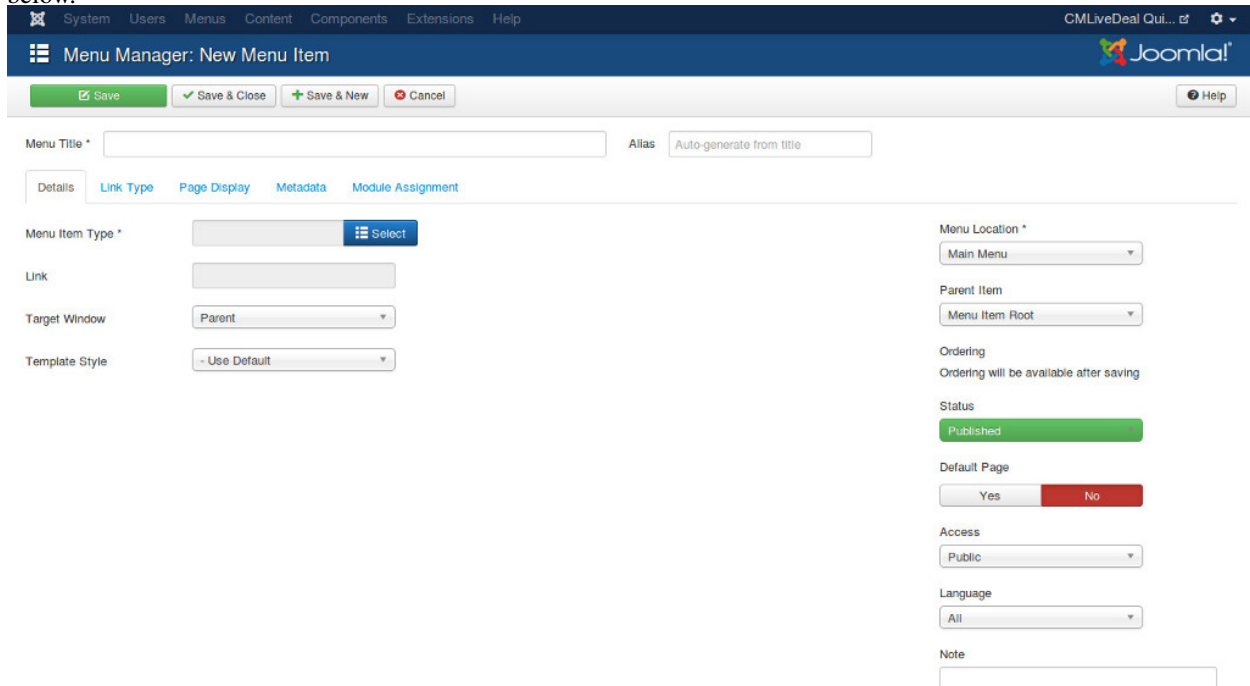 below.
System Users Menus Content Components Extensions Help CMLiveDeal Qui...
Menu Manager: New Menu Item Joomla!
Save Save & Close Save & New Cancel Help
Menu Title * Alias Auto-generate from title
Details Link Type Page Display Metadata Module Assignment
Menu Item Type * Select
Link
Target Window Parent
Template Style - Use Default
Menu Location *
Main Menu
Parent Item
Menu Item Root
Ordering
Ordering will be available after saving
Status
Published
Default Page
Yes No
Access
Public
Language
All
Note